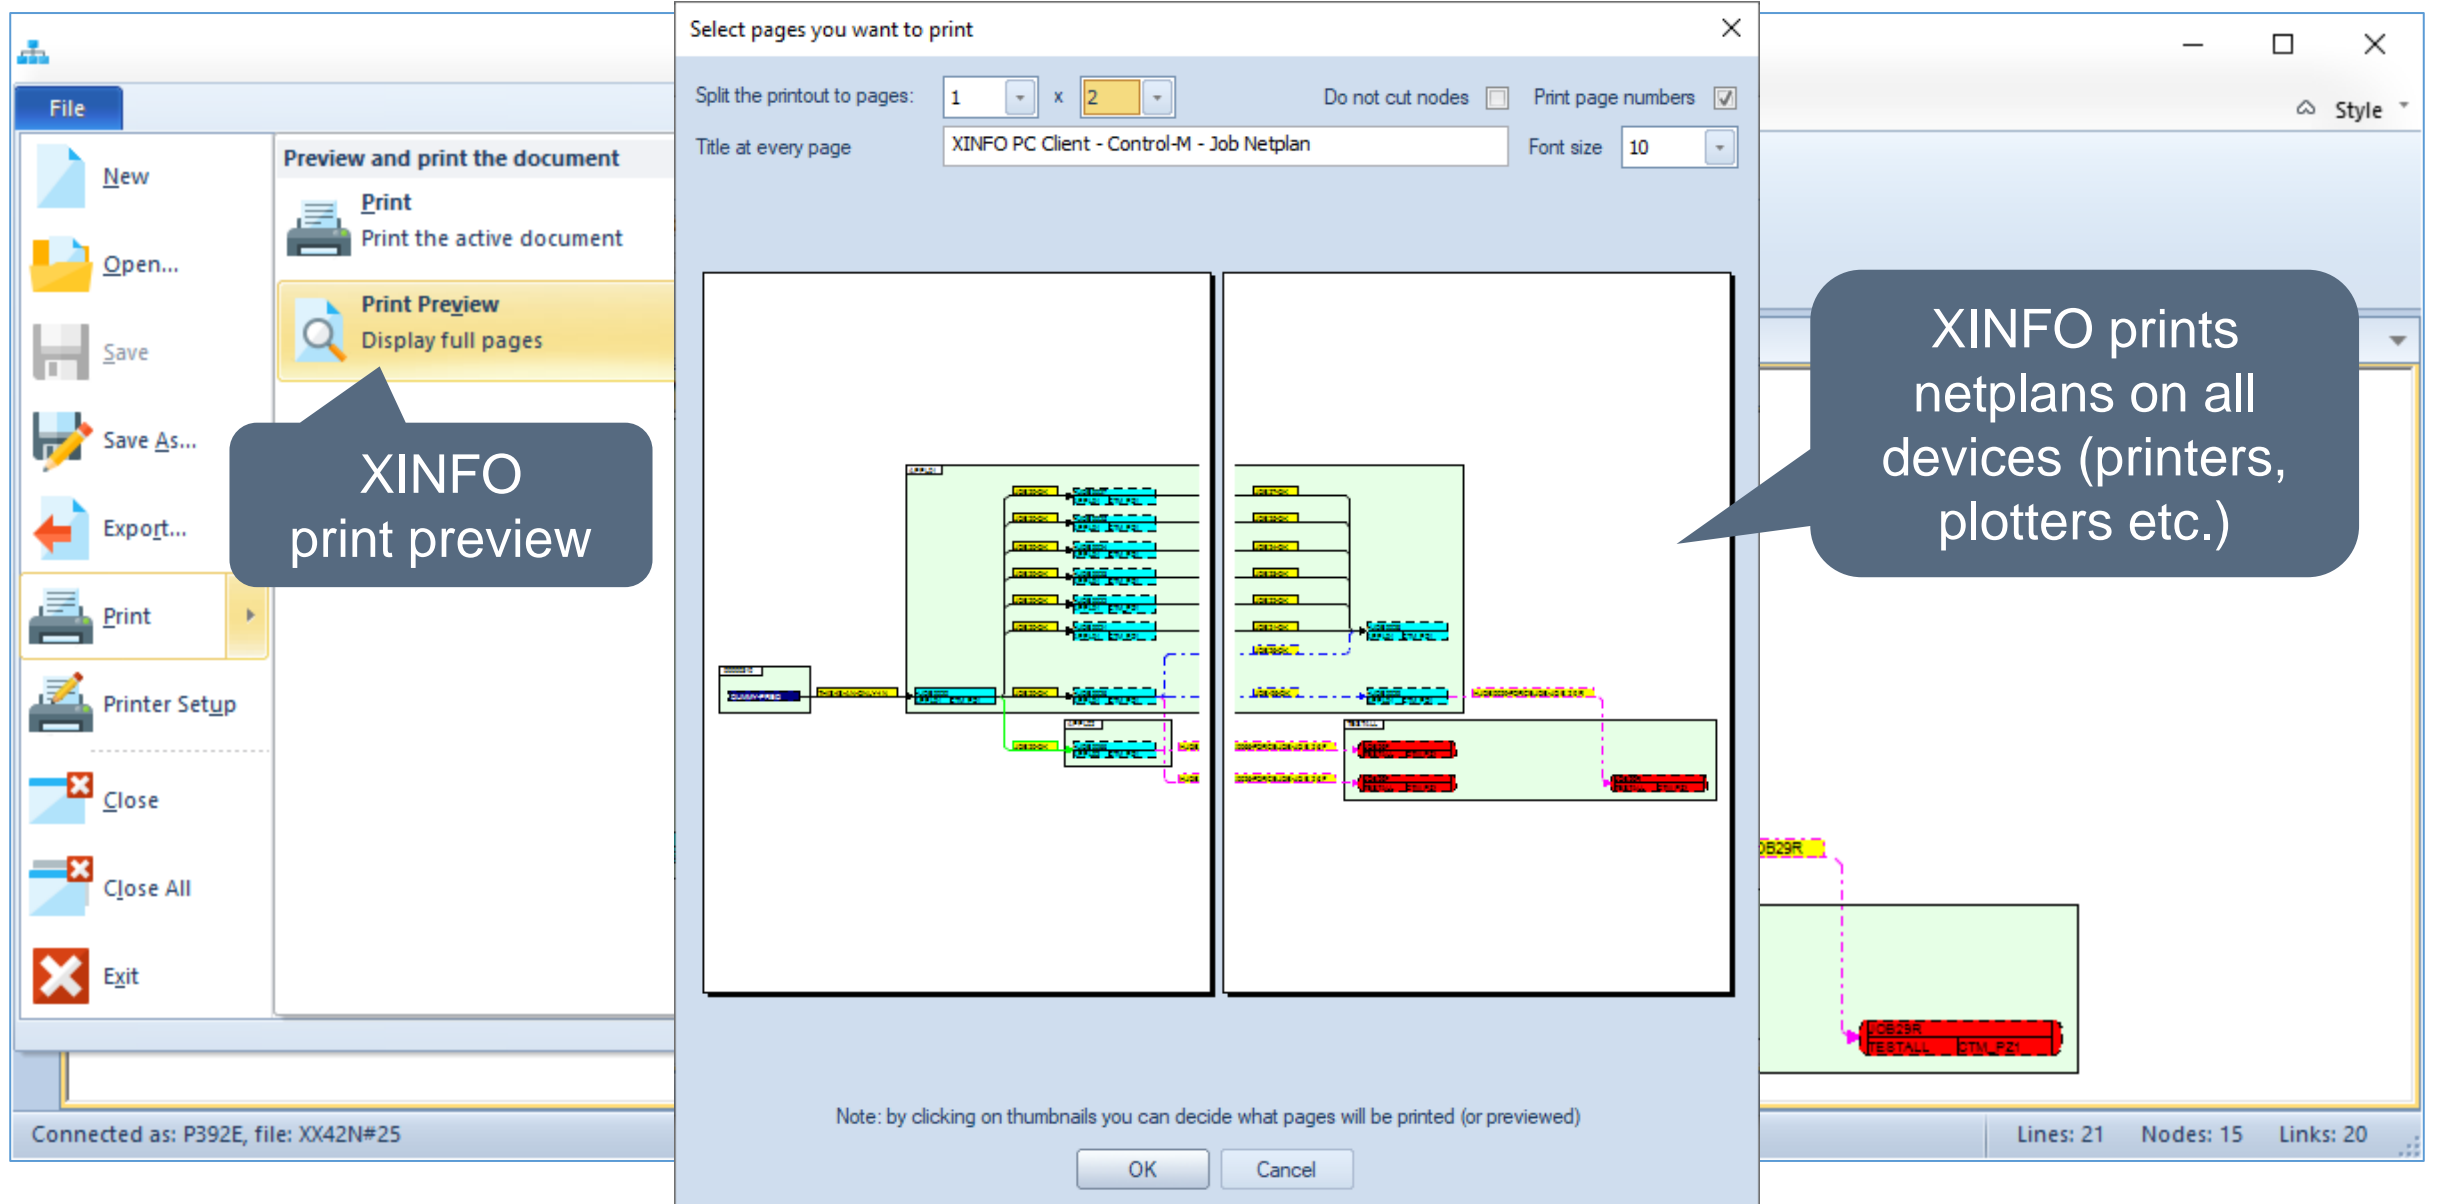 File
New
Open...
Save
Save As...
Export...
Print
Printer Setup
Close
Close All
Exit
Preview and print the document
Print
Print the active document
Print Preview
Display full pages
XINFO
print preview
Select pages you want to print
Split the printout to pages:
1
x
2
Do not cut nodes
Print page numbers
Title at every page
XINFO PC Client - Control-M - Job Netplan
Font size
10
Note: by clicking on thumbnails you can decide what pages will be printed (or previewed)
OK
Cancel
Style
XINFO prints
netplans on all
devices (printers,
plotters etc.)
OB29R
JOB29R
TESTALL CTM_PZ1
Connected as: P392E, file: XX42N#25
Lines: 21
Nodes: 15
Links: 20